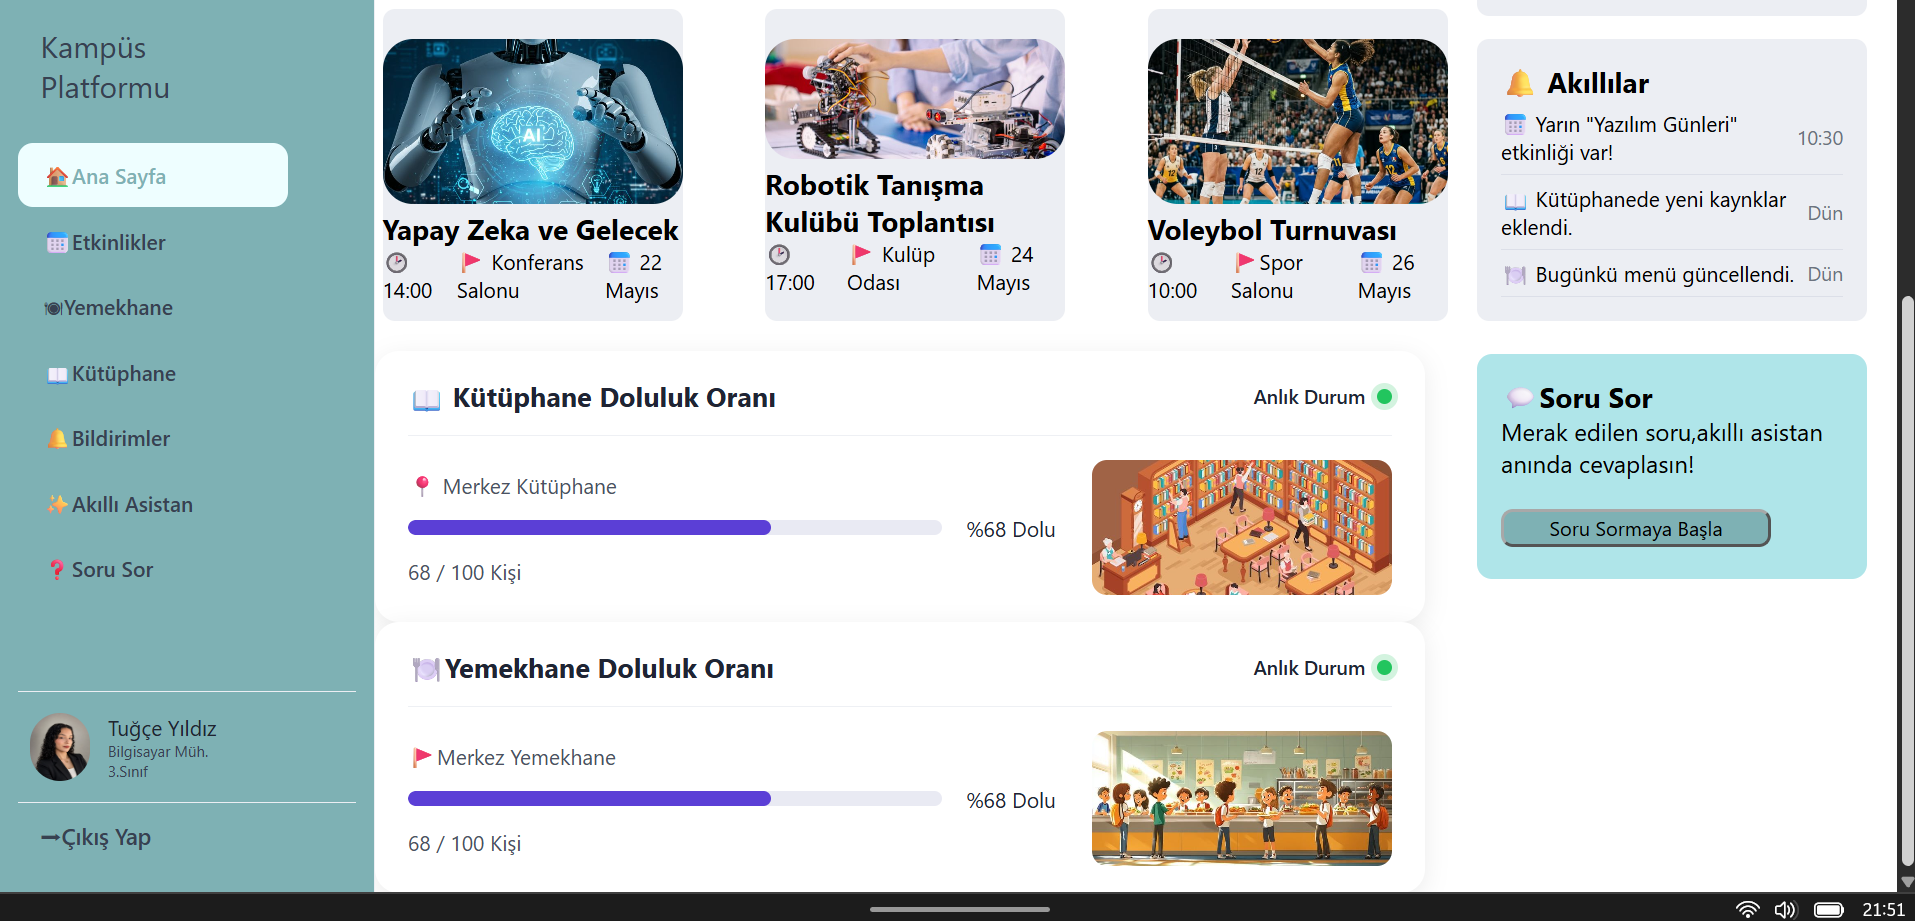 Kampüs
Platformu
Ana Sayfa
Etkinlikler
Yemekhane
Kütüphane
Bildirimler
Akıllı Asistan
Soru Sor
Tuğçe Yıldız
Bilgisayar Müh.
3.Sınıf
Çıkış Yap
AI
Yapay Zeka ve Gelecek
14:00
Konferans
Salonu
22
Mayıs
Robotik Tanışma
Kulübü Toplantısı
17:00
Kulüp
Odası
24
Mayıs
Voleybol Turnuvası
10:00
Spor
Salonu
26
Mayıs
Kütüphane Doluluk Oranı
Anlık Durum
Merkez Kütüphane
%68 Dolu
68 / 100 Kişi
Yemekhane Doluluk Oranı
Anlık Durum
Merkez Yemekhane
%68 Dolu
68 / 100 Kişi
Akıllılar
Yarın "Yazılım Günleri"
etkinliği var!
10:30
Kütüphanede yeni kaynklar
eklendi.
Dün
Bugünkü menü güncellendi.
Dün
Soru Sor
Merak edilen soru,akıllı asistan
anında cevaplasın!
Soru Sormaya Başla
21:51